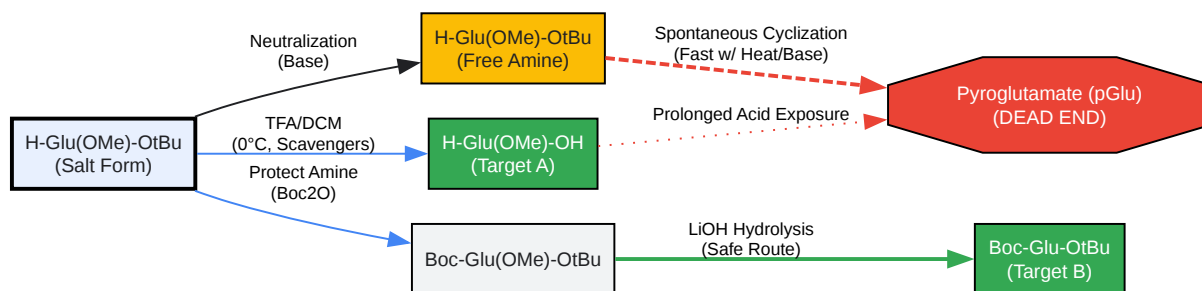 Neutralization
(Base)
H-Glu(OMe)-OtBu
(Free Amine)
Spontaneous Cyclization
(Fast w/ Heat/Base)
Pyroglutamate (pGlu)
(DEAD END)
H-Glu(OMe)-OtBu
(Salt Form)
TFA/DCM
(0°C, Scavengers)
H-Glu(OMe)-OH
(Target A)
Prolonged Acid Exposure
Protect Amine
(Boc2O)
Boc-Glu(OMe)-OtBu
LiOH Hydrolysis
(Safe Route)
Boc-Glu-OtBu
(Target B)